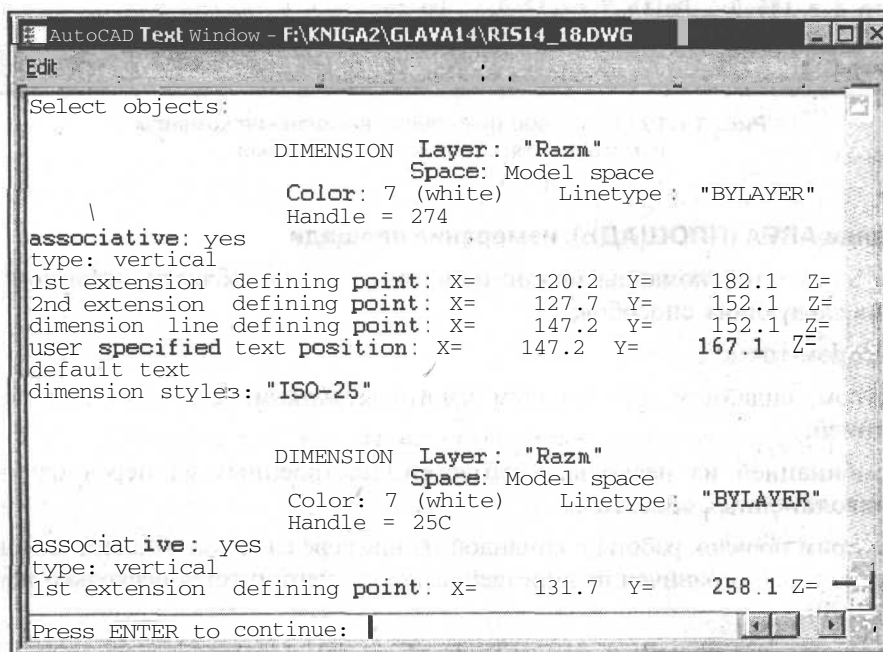 AutoCAD Text Window - F:\KNIGA2\GLAVA14\RIS14_18.DWG
Edit
Select objects:
DIMENSION Layer: "Razm"
Space: Model space
Color: 7 (white) Linetype: "BYLAYER"
Handle = 274
associative: yes
type: vertical
1st extension defining point: X= 120.2 Y= 182.1 Z=
2nd extension defining point: X= 127.7 Y= 152.1 Z=
dimension line defining point: X= 147.2 Y= 152.1 Z=
user specified text position: X= 147.2 Y= 167.1 Z=
default text
dimension styleз: "ISO-25"
DIMENSION Layer: "Razm"
Space: Model space
Color: 7 (white) Linetype: "BYLAYER"
Handle = 25C
associative: yes
type: vertical
1st extension defining point: X= 131.7 Y= 258.1 Z=
Press ENTER to continue: